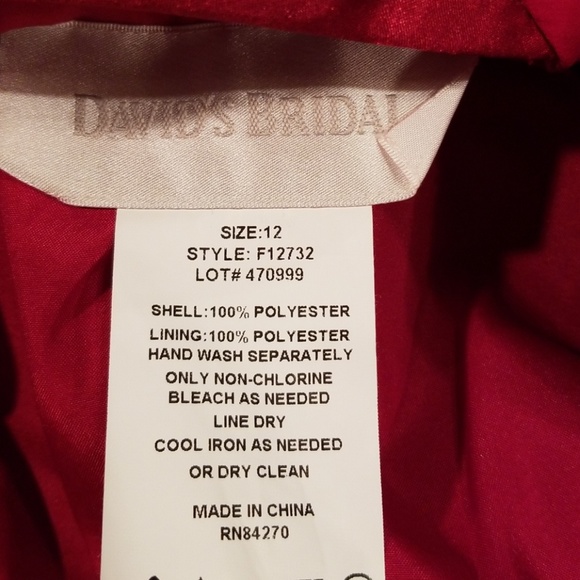 DAVID'S BRIDAL
SIZE:12
STYLE: F12732
LOT# 470999
SHELL:100% POLYESTER
LINING:100% POLYESTER
HAND WASH SEPARATELY
ONLY NON-CHLORINE
BLEACH AS NEEDED
LINE DRY
COOL IRON AS NEEDED
OR DRY CLEAN
MADE IN CHINA
RN84270